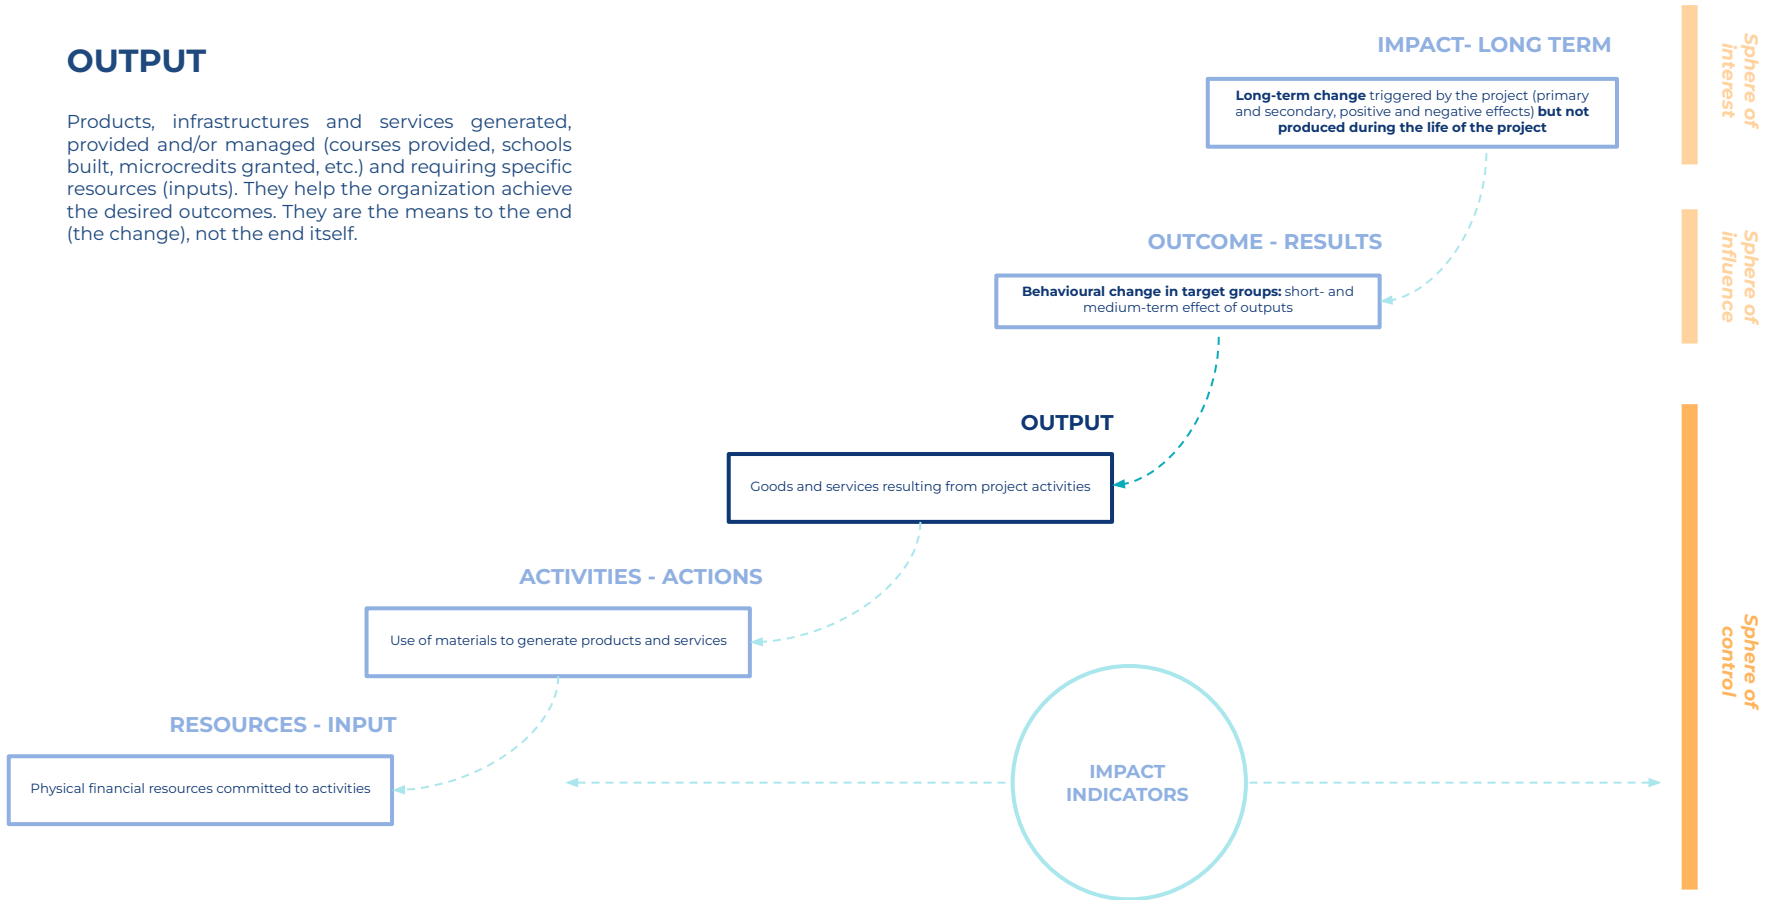 OUTPUT
Products, infrastructures and services generated,
provided and/or managed (courses provided, schools
built, microcredits granted, etc.) and requiring specific
resources (inputs). They help the organization achieve
the desired outcomes. They are the means to the end
(the change), not the end itself.
IMPACT- LONG TERM
Long-term change triggered by the project (primary
and secondary, positive and negative effects) but not
produced during the life of the project
Sphere of
interest
OUTCOME - RESULTS
Behavioural change in target groups: short- and
medium-term effect of outputs
Sphere of
influence
OUTPUT
Goods and services resulting from project activities
ACTIVITIES - ACTIONS
Use of materials to generate products and services
Sphere of
control
RESOURCES - INPUT
Physical financial resources committed to activities
IMPACT
INDICATORS